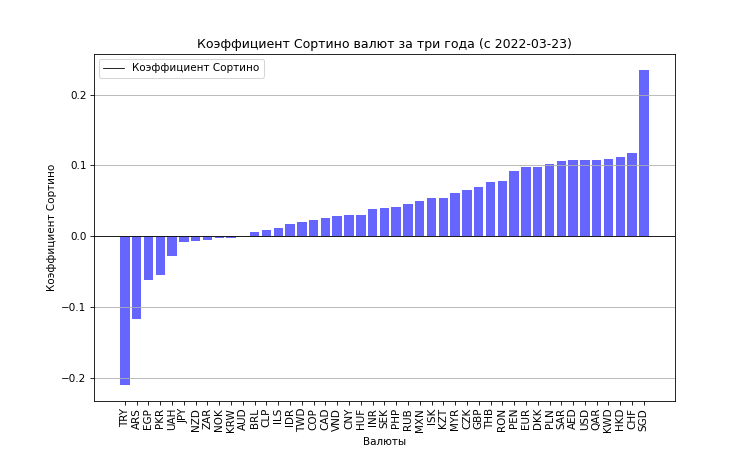 Коэффициент Сортино валют за три года (с 2022-03-23)
Коэффициент Сортино
0.2
0.1
0.0
−0.1
−0.2
Коэффициент Сортино
TRY ARS EGP PKR UAH JPY NZD ZAR NOK KRW AUD BRL CLP ILS IDR TWD COP CAD VND CNY HUF INR SEK PHP RUB MXN ISK KZT MYR CZK GBP THB RON PEN EUR DKK PLN SAR AED USD QAR KWD HKD CHF SGD
Валюты